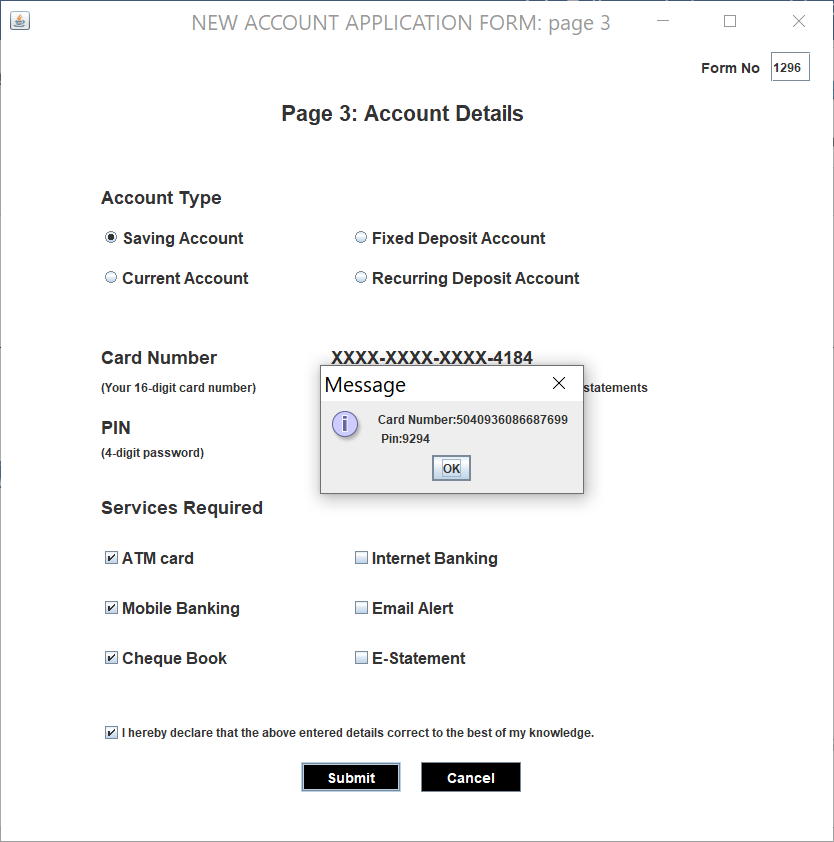 NEW ACCOUNT APPLICATION FORM: page 3
Form No 1296
Page 3: Account Details
Account Type
Saving Account Fixed Deposit Account
Current Account Recurring Deposit Account
Card Number XXXX-XXXX-XXXX-4184
(Your 16-digit card number) statements
PIN
(4-digit password)
Message
Card Number:5040936086687699
Pin:9294
OK
Services Required
ATM card Internet Banking
Mobile Banking Email Alert
Cheque Book E-Statement
I hereby declare that the above entered details correct to the best of my knowledge.
Submit Cancel